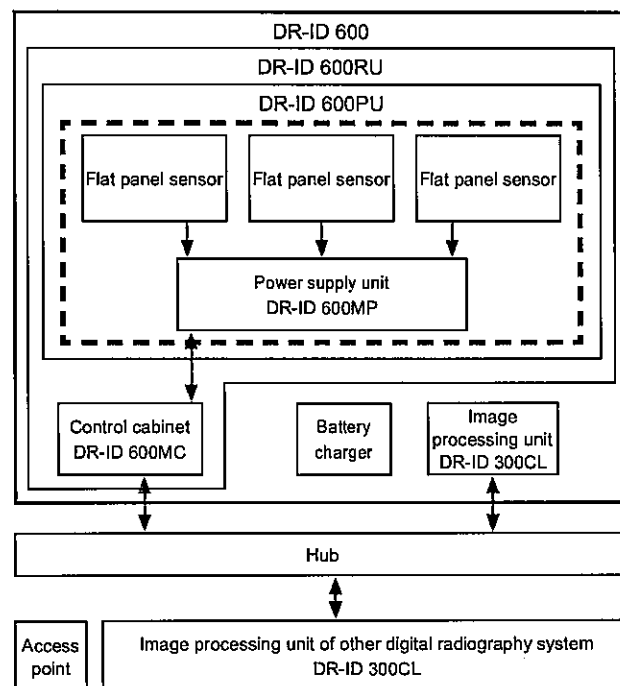 DR-ID 600
DR-ID 600RU
DR-ID 600PU
Flat panel sensor
Flat panel sensor
Flat panel sensor
Power supply unit
DR-ID 600MP
Control cabinet
DR-ID 600MC
Battery
charger
Image
processing unit
DR-ID 300CL
Hub
Access
point
Image processing unit of other digital radiography system
DR-ID 300CL